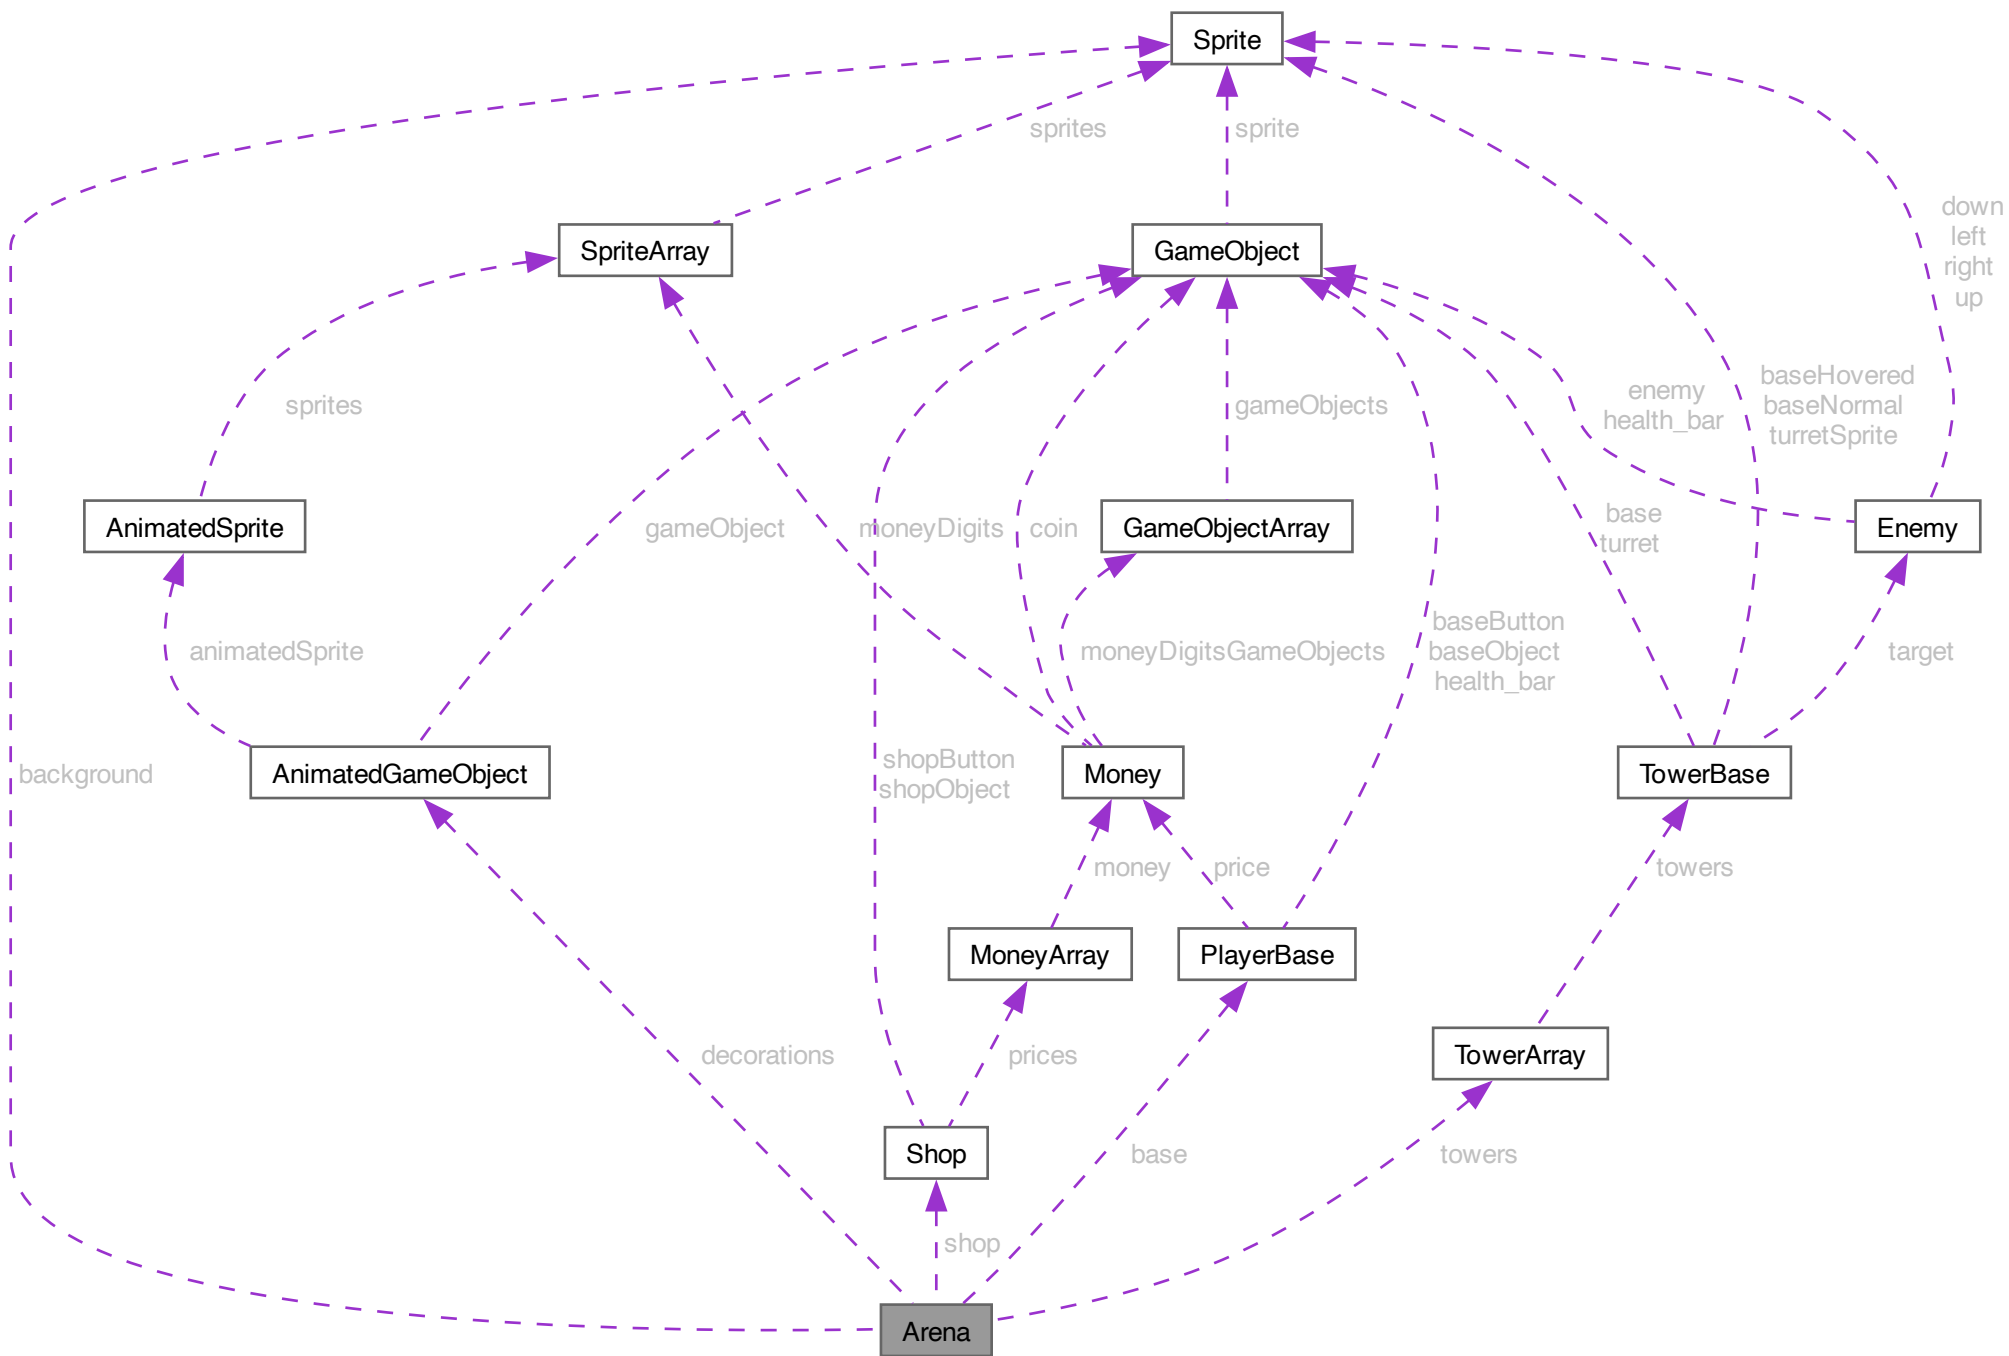 Sprite
sprites
sprite
down
left
right
up
SpriteArray
GameObject
sprites
gameObjects
enemy
health_bar
baseHovered
baseNormal
turretSprite
AnimatedSprite
gameObject
moneyDigits
coin
GameObjectArray
base
turret
Enemy
animatedSprite
moneyDigitsGameObjects
baseButton
baseObject
health_bar
target
background
AnimatedGameObject
shopButton
shopObject
Money
TowerBase
money
price
towers
MoneyArray
PlayerBase
decorations
prices
TowerArray
Shop
base
towers
shop
Arena